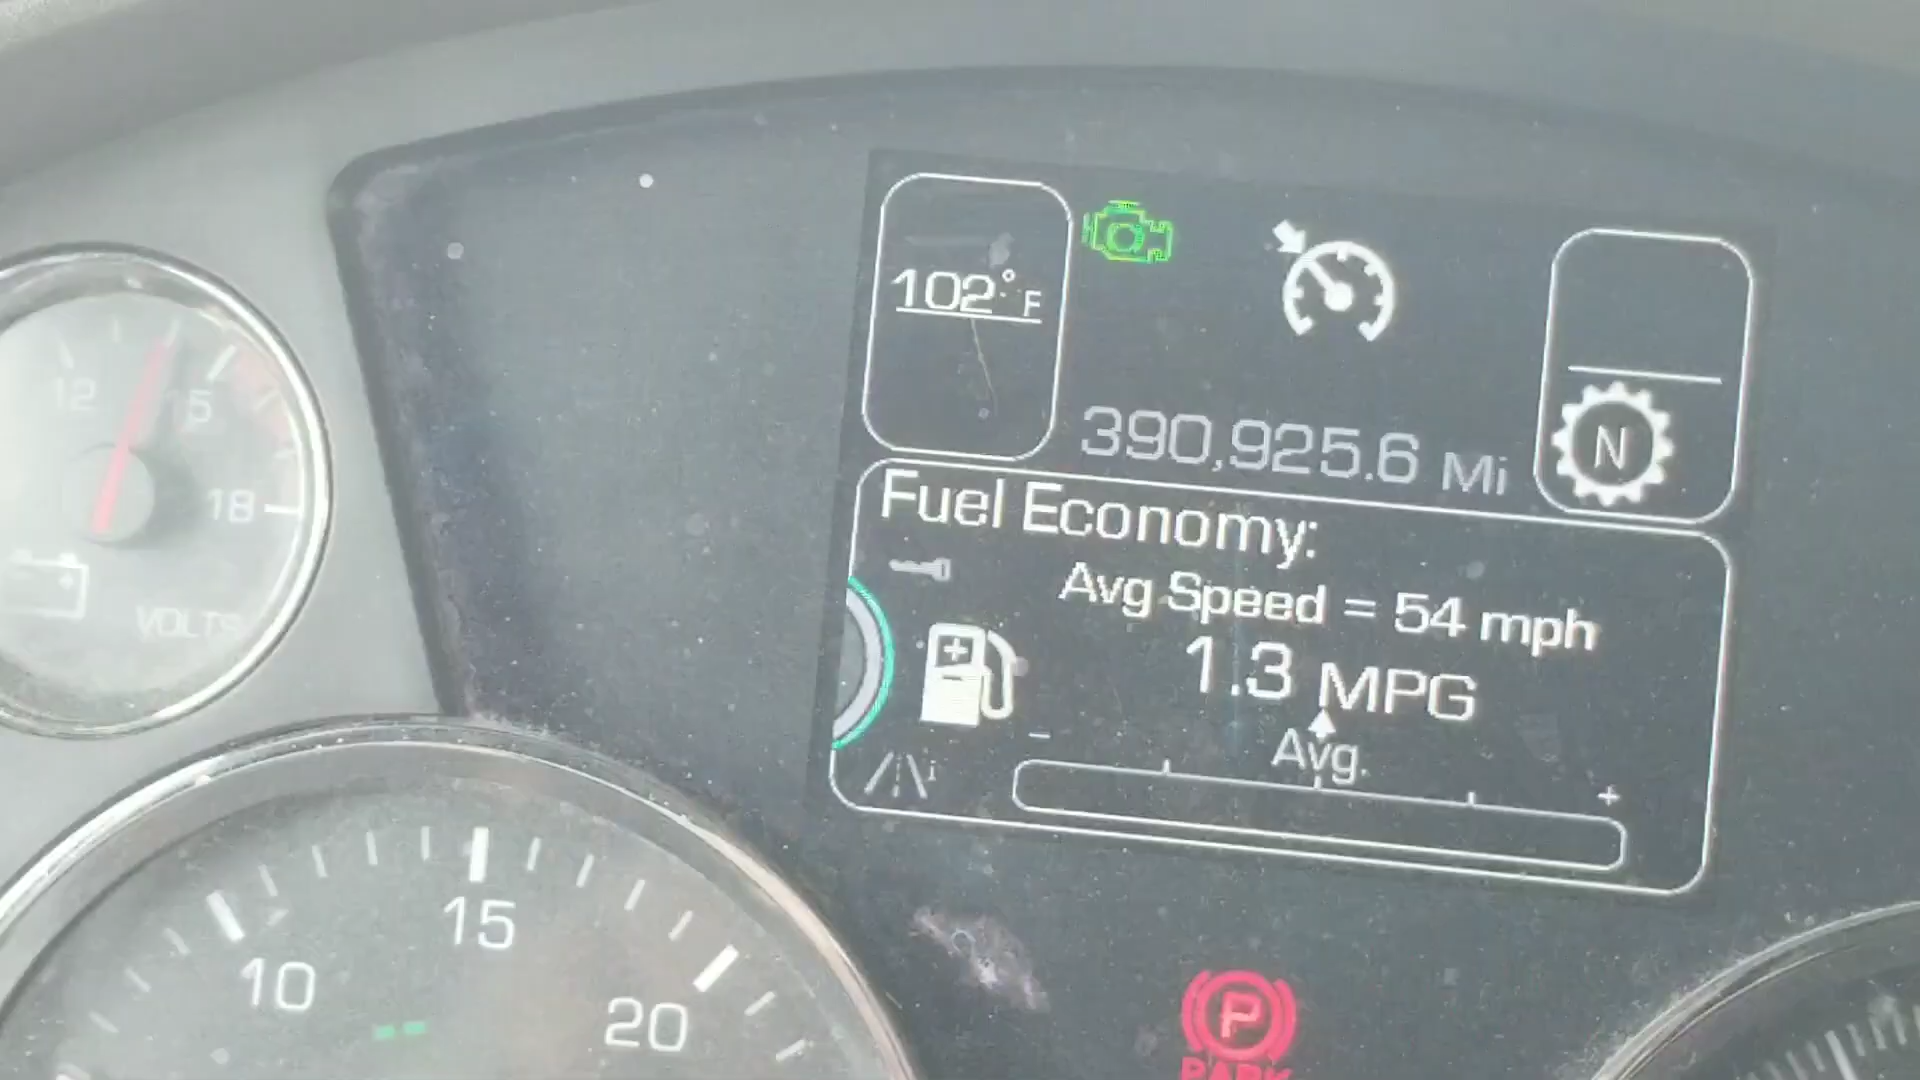 102°F
390,925.6 Mi
N
Fuel Economy:
Avg Speed = 54 mph
1.3 MPG
Avg.
- +
i
12
15
18
VOLTS
10
15
20
--
P
PARK